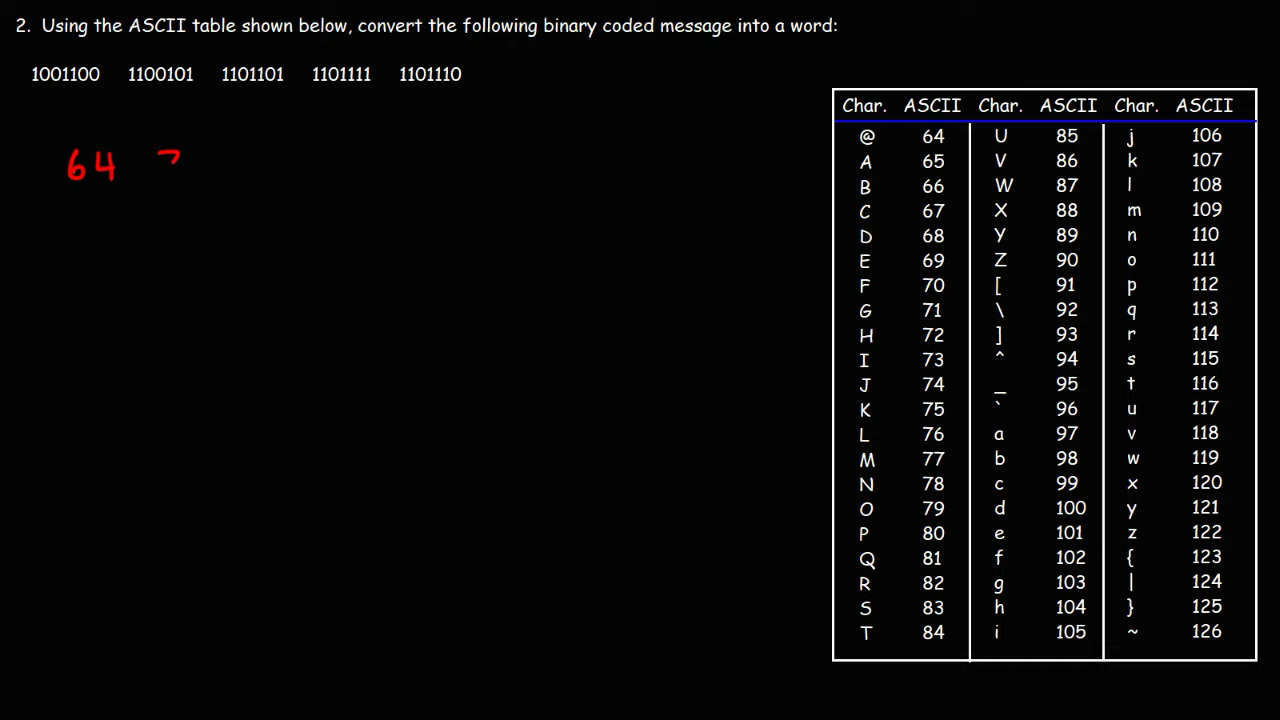 2. Using the ASCII table shown below, convert the following binary coded message into a word:
1001100 1100101 1101101 1101111 1101110
64
Char. ASCII Char. ASCII Char. ASCII
@ 64 U 85 j 106
A 65 V 86 k 107
B 66 W 87 l 108
C 67 X 88 m 109
D 68 Y 89 n 110
E 69 Z 90 o 111
F 70 [ 91 p 112
G 71 \ 92 q 113
H 72 ] 93 r 114
I 73 ^ 94 s 115
J 74 _ 95 t 116
K 75 ` 96 u 117
L 76 a 97 v 118
M 77 b 98 w 119
N 78 c 99 x 120
O 79 d 100 y 121
P 80 e 101 z 122
Q 81 f 102 { 123
R 82 g 103 | 124
S 83 h 104 } 125
T 84 i 105 ~ 126